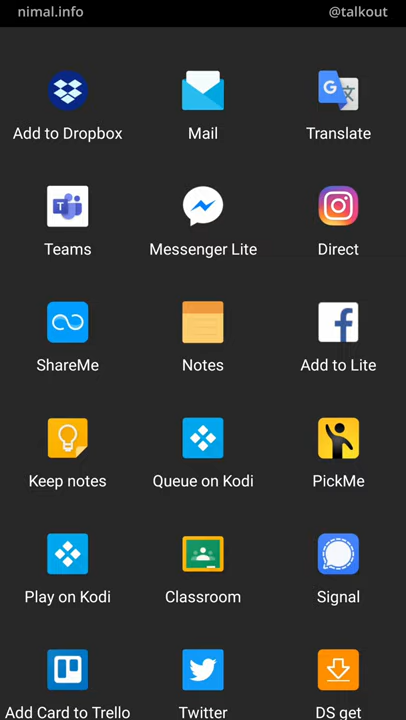 nimal.info @talkout
Add to Dropbox Mail Translate
Teams Messenger Lite Direct
ShareMe Notes Add to Lite
Keep notes Queue on Kodi PickMe
Play on Kodi Classroom Signal
Add Card to Trello Twitter DS get